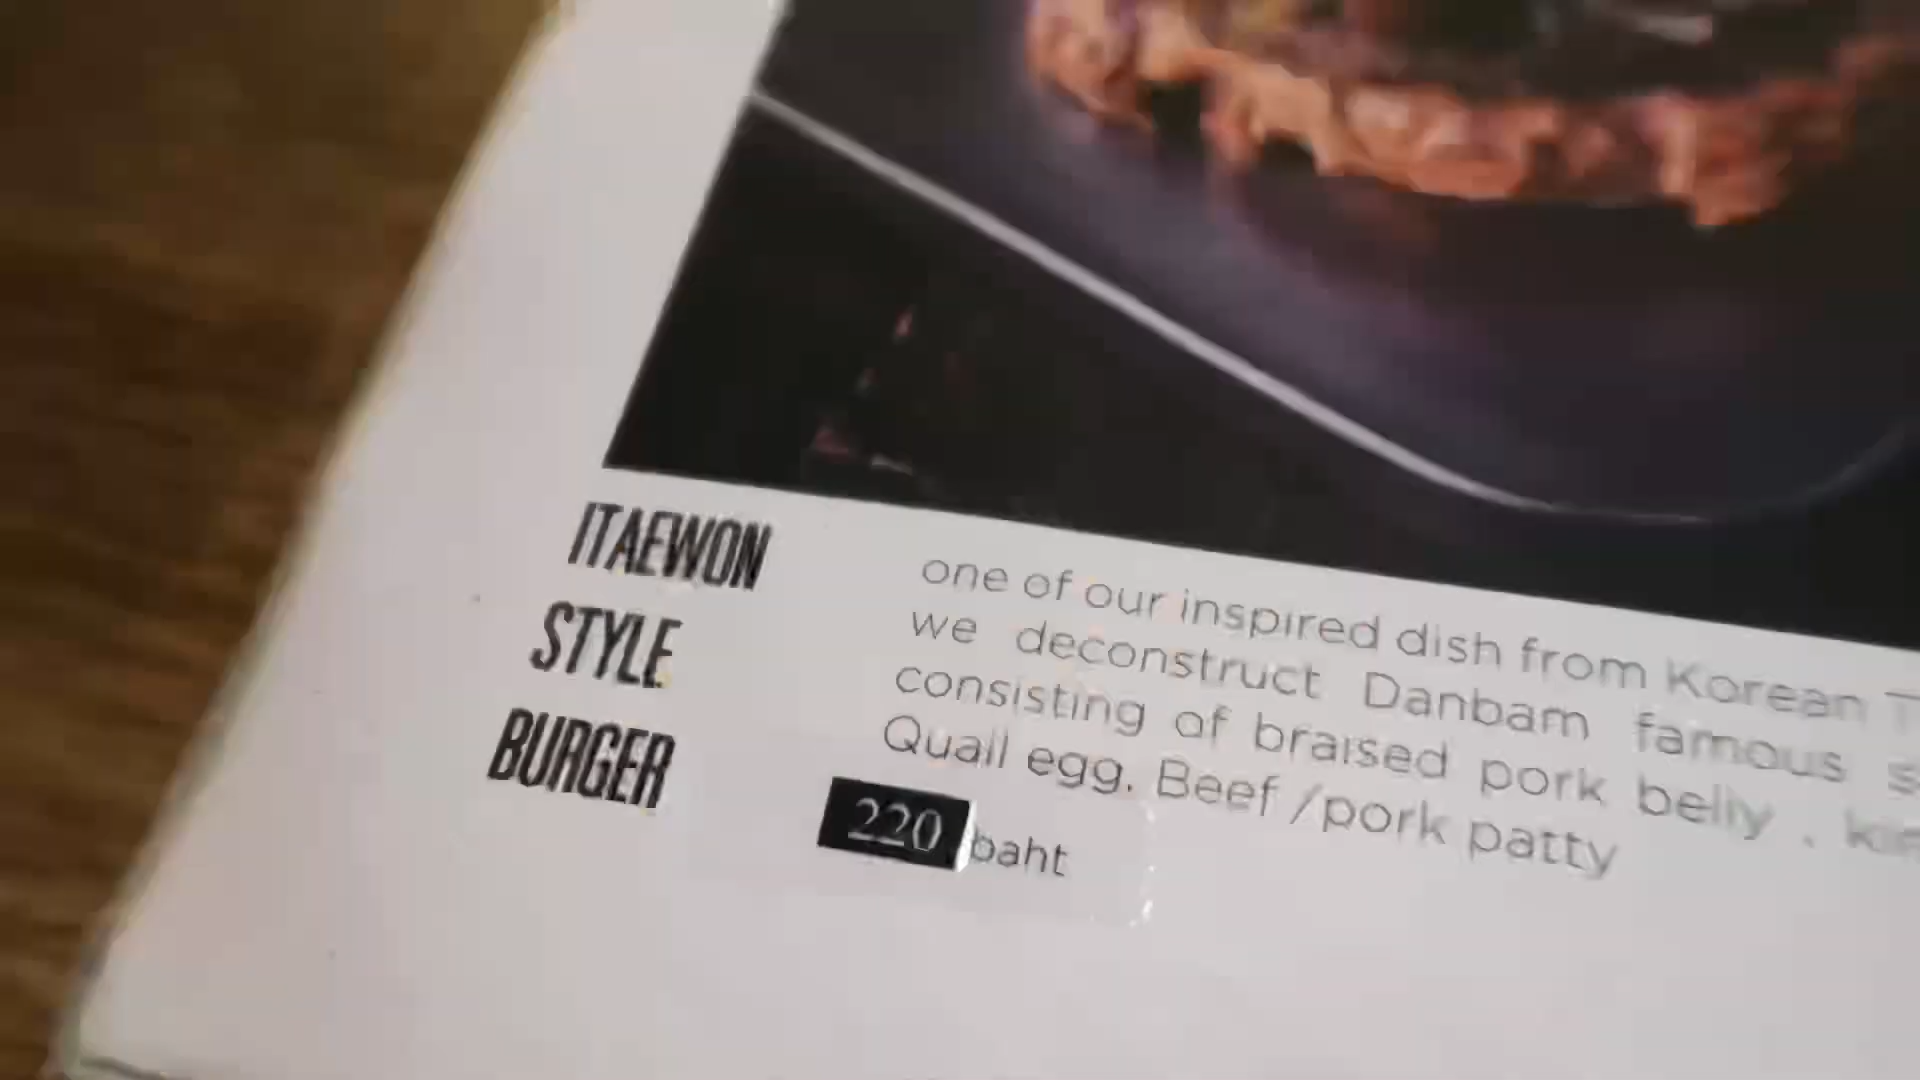 ITAEWON
STYLE
BURGER
one of our inspired dish from Korean
we deconstruct Danbam famous
consisting of braised pork belly ,
Quail egg. Beef /pork patty
220 baht